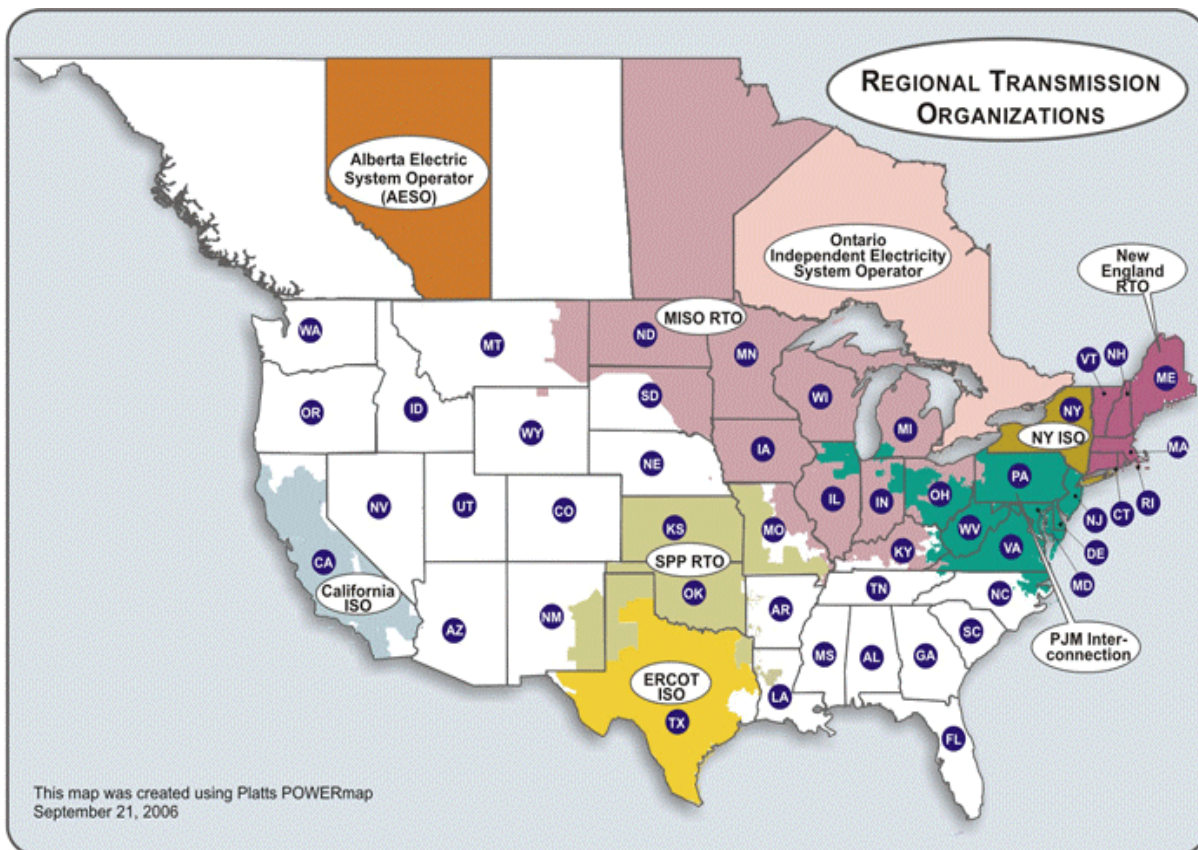 REGIONAL TRANSMISSION
ORGANIZATIONS
Alberta Electric
System Operator
(AESO)
Ontario
Independent Electricity
System Operator
New
England
RTO
MISO RTO
WA
MT
ND
MN
VT
NH
ME
OR
ID
SD
WI
NY
WY
MI
NY ISO
MA
NE
IA
PA
NV
UT
CO
IL
IN
OH
NJ
CT
RI
KS
MO
WV
CA
SPP RTO
KY
VA
DE
California
ISO
OK
TN
MD
AZ
NM
AR
NC
MS
AL
GA
SC
PJM Inter-
connection
ERCOT
ISO
LA
TX
FL
This map was created using Platts POWERmap
September 21, 2006